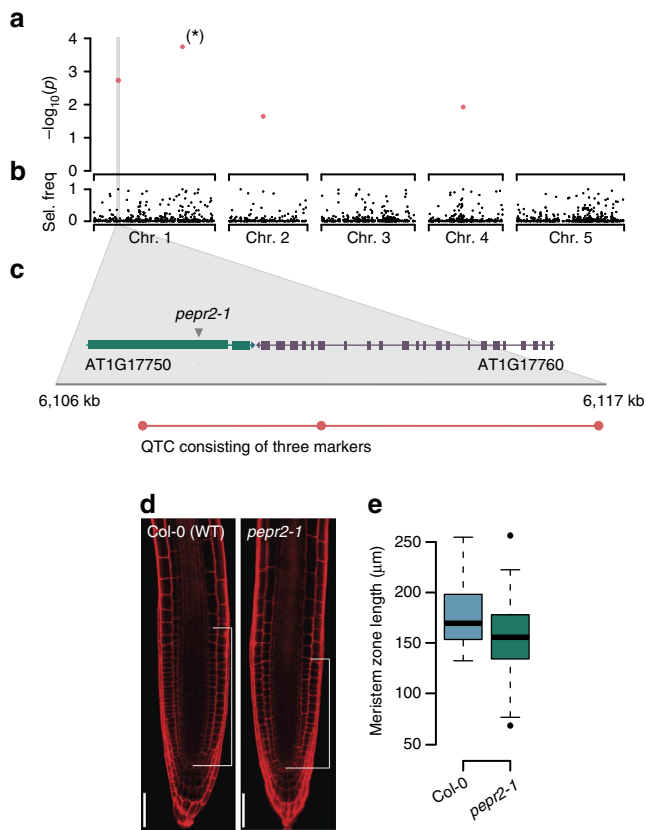 a
(*)
4
3
2
1
0
−log10(p)
b
1
0
Sel. freq
Chr. 1 Chr. 2 Chr. 3 Chr. 4 Chr. 5
c
pepr2-1
AT1G17750 AT1G17760
6,106 kb 6,117 kb
QTC consisting of three markers
d
Col-0 (WT) pepr2-1
e
250
200
150
100
50
Meristem zone length (μm)
Col-0 pepr2-1